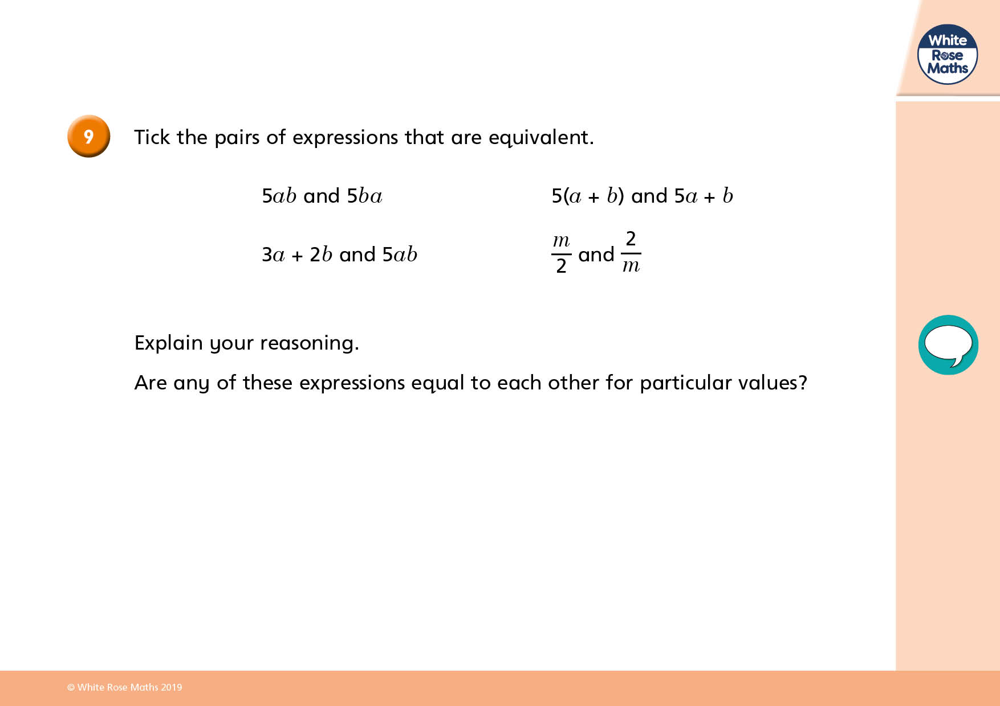 White
Rose
Maths
9 Tick the pairs of expressions that are equivalent.
5ab and 5ba 5(a + b) and 5a + b
3a + 2b and 5ab m/2 and 2/m
Explain your reasoning.
Are any of these expressions equal to each other for particular values?
© White Rose Maths 2019